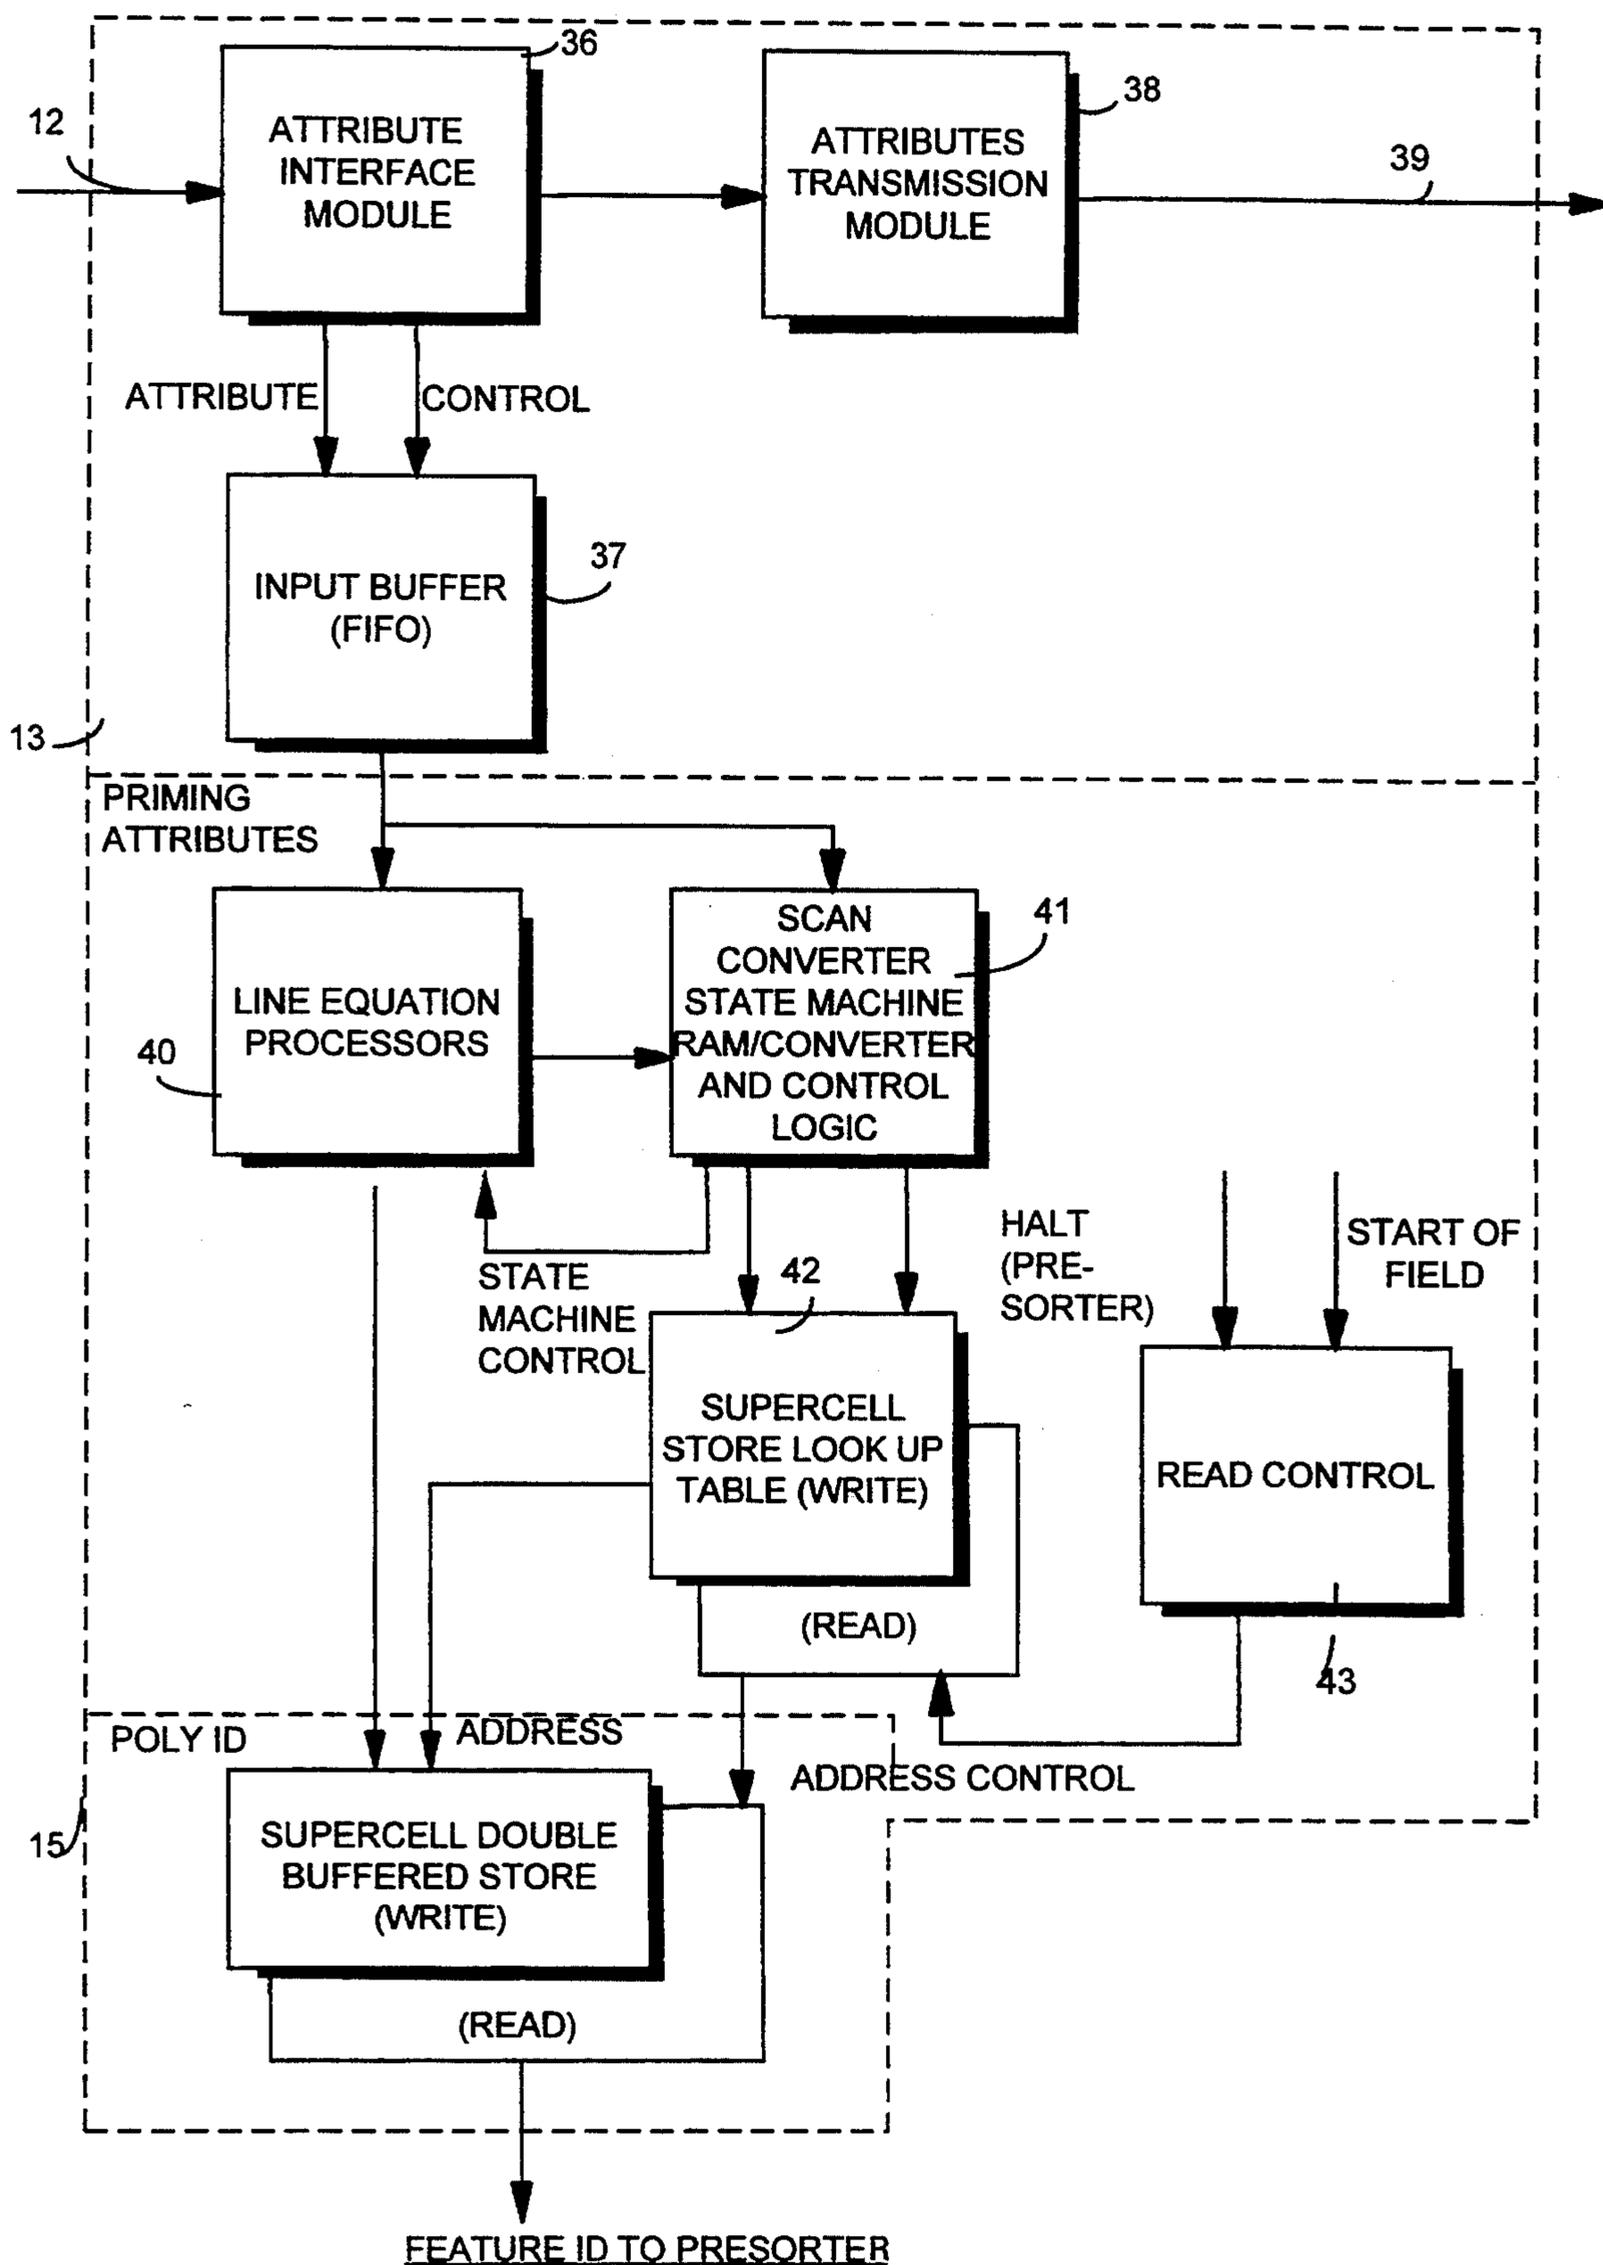 36
ATTRIBUTE
INTERFACE
MODULE
38
ATTRIBUTES
TRANSMISSION
MODULE
12
39
ATTRIBUTE
CONTROL
INPUT BUFFER
(FIFO)
37
13
PRIMING
ATTRIBUTES
LINE EQUATION
PROCESSORS
40
SCAN
CONVERTER
STATE MACHINE
RAM/CONVERTER
AND CONTROL
LOGIC
41
STATE
MACHINE
CONTROL
42
HALT
(PRE-
SORTER)
START OF
FIELD
SUPERCELL
STORE LOOK UP
TABLE (WRITE)
(READ)
READ CONTROL
43
POLY ID
ADDRESS
ADDRESS CONTROL
15
SUPERCELL DOUBLE
BUFFERED STORE
(WRITE)
(READ)
FEATURE ID TO PRESORTER